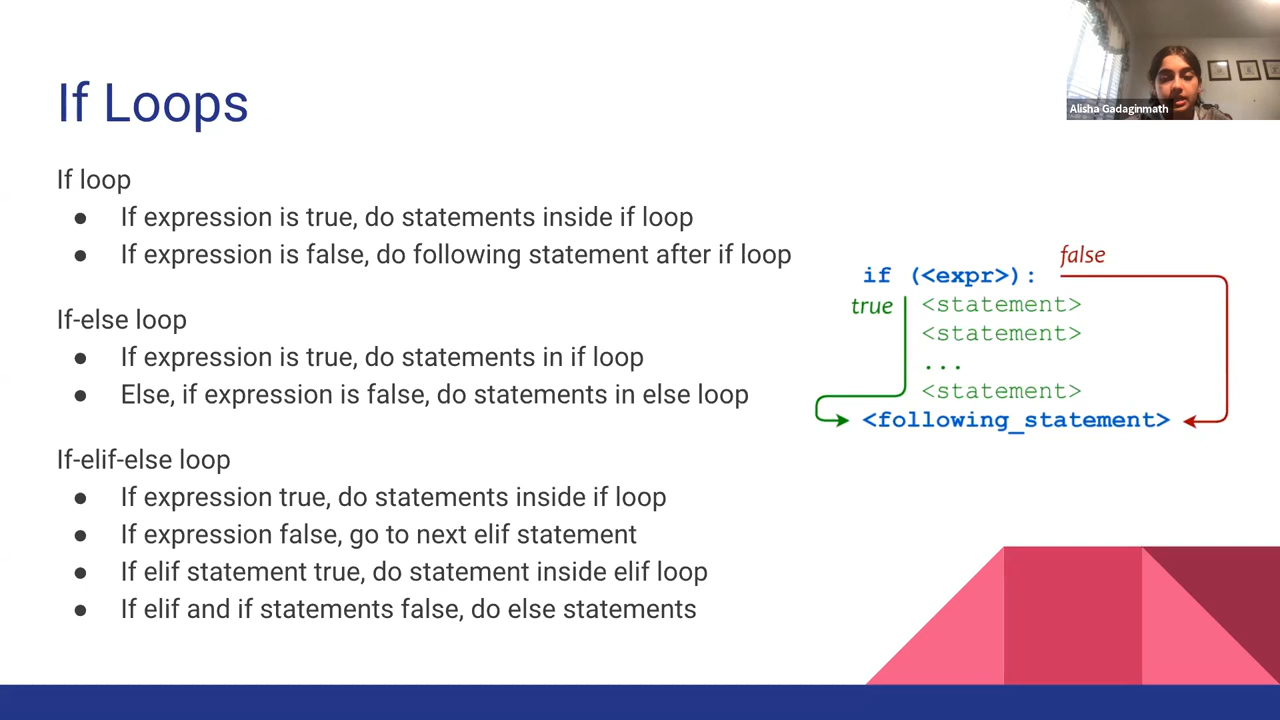 If Loops
Alisha Gadaginmath
If loop
● If expression is true, do statements inside if loop
● If expression is false, do following statement after if loop
If-else loop
● If expression is true, do statements in if loop
● Else, if expression is false, do statements in else loop
If-elif-else loop
● If expression true, do statements inside if loop
● If expression false, go to next elif statement
● If elif statement true, do statement inside elif loop
● If elif and if statements false, do else statements
false
if (<expr>):
true <statement>
<statement>
...
<statement>
<following_statement>